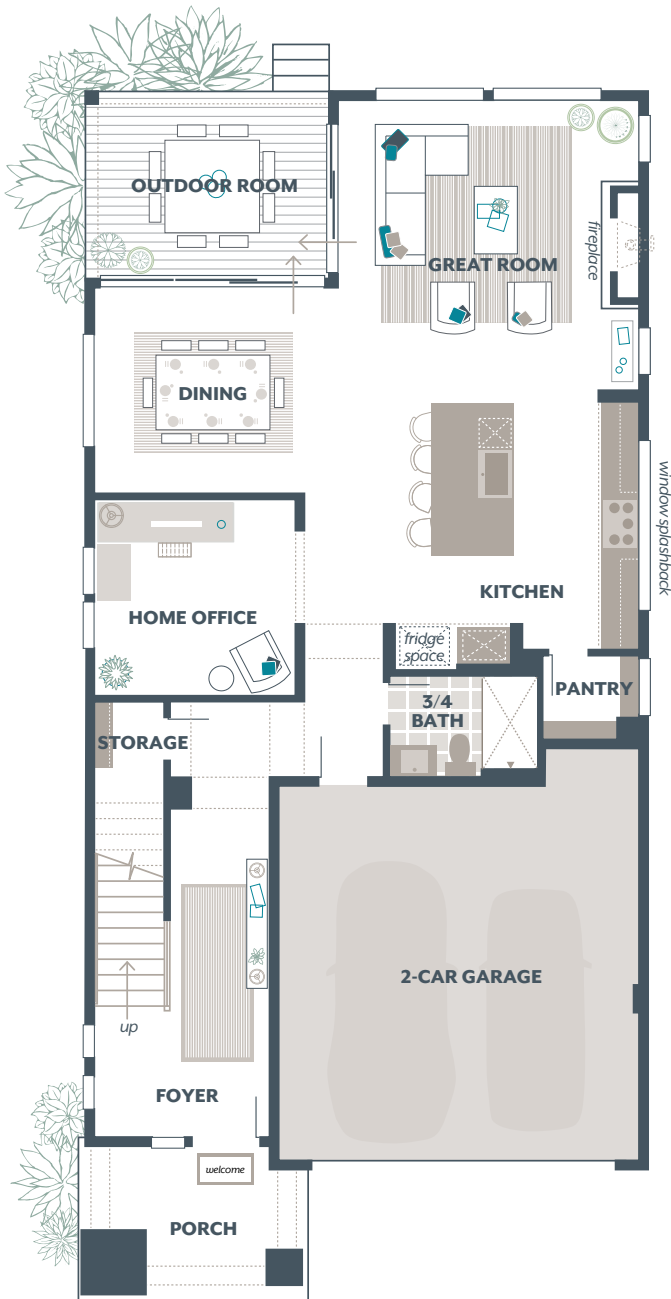 OUTDOOR ROOM
fireplace
GREAT ROOM
DINING
window splashback
KITCHEN
HOME OFFICE
fridge
space
PANTRY
3/4
BATH
STORAGE
2-CAR GARAGE
up
FOYER
welcome
PORCH